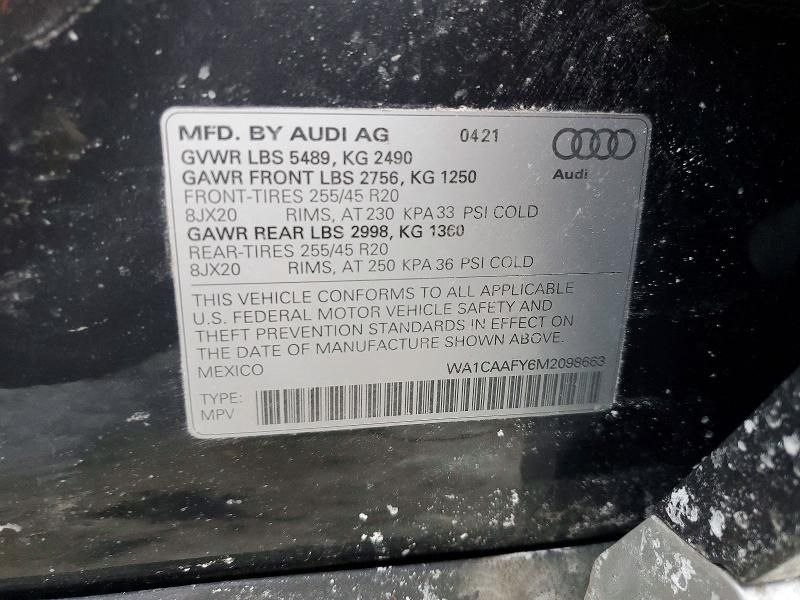 MFD. BY AUDI AG 0421
GVWR LBS 5489, KG 2490
GAWR FRONT LBS 2756, KG 1250
Audi
FRONT-TIRES 255/45 R20
8JX20 RIMS, AT 230 KPA 33 PSI COLD
GAWR REAR LBS 2998, KG 1360
REAR-TIRES 255/45 R20
8JX20 RIMS, AT 250 KPA 36 PSI COLD
THIS VEHICLE CONFORMS TO ALL APPLICABLE
U.S. FEDERAL MOTOR VEHICLE SAFETY AND
THEFT PREVENTION STANDARDS IN EFFECT ON
THE DATE OF MANUFACTURE SHOWN ABOVE.
MEXICO WA1CAAFY6M2098663
TYPE:
MPV